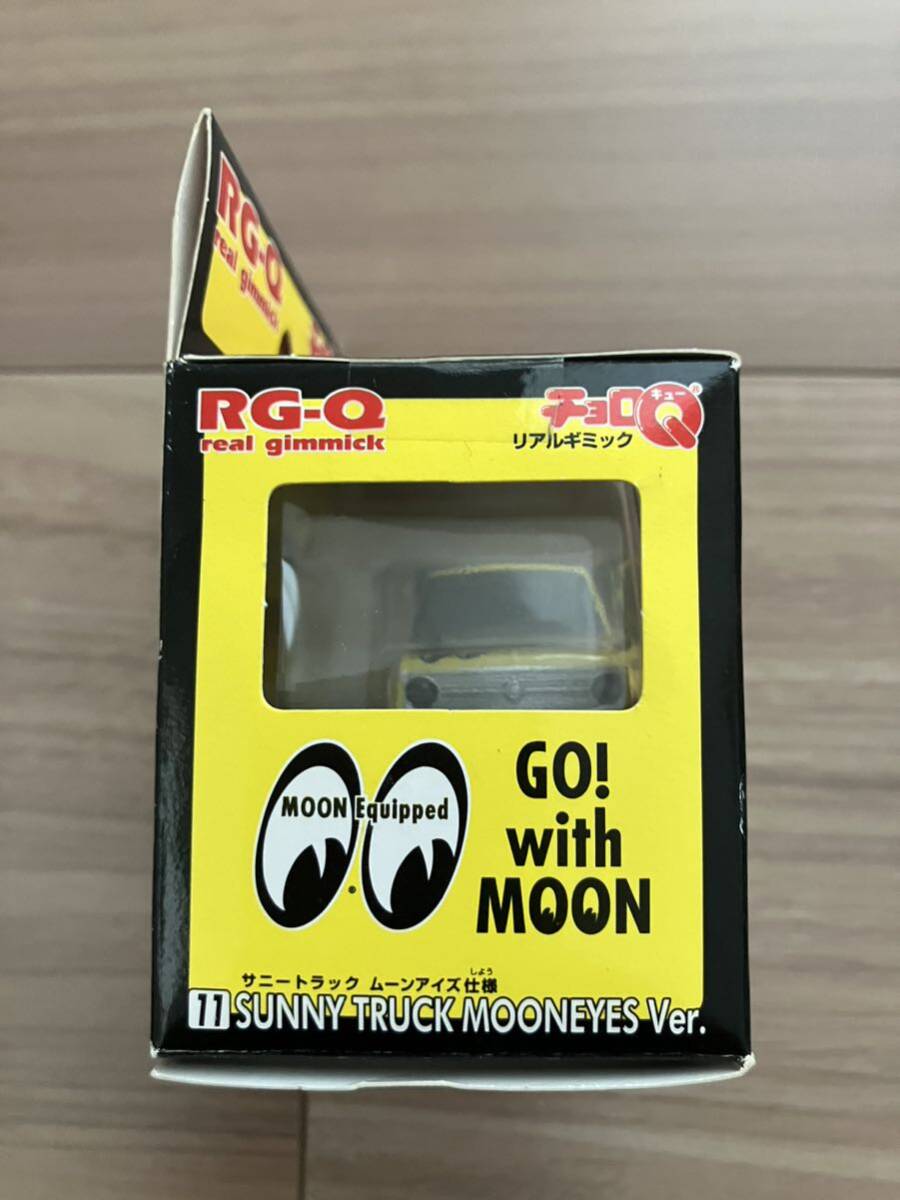 RG-Q
real gimmick
RG-Q
real gimmick
チョロQ
キュー
リアルギミック
MOON Equipped
GO!
with
MOON
しよう
サニートラック ムーンアイズ仕様
11 SUNNY TRUCK MOONEYES Ver.